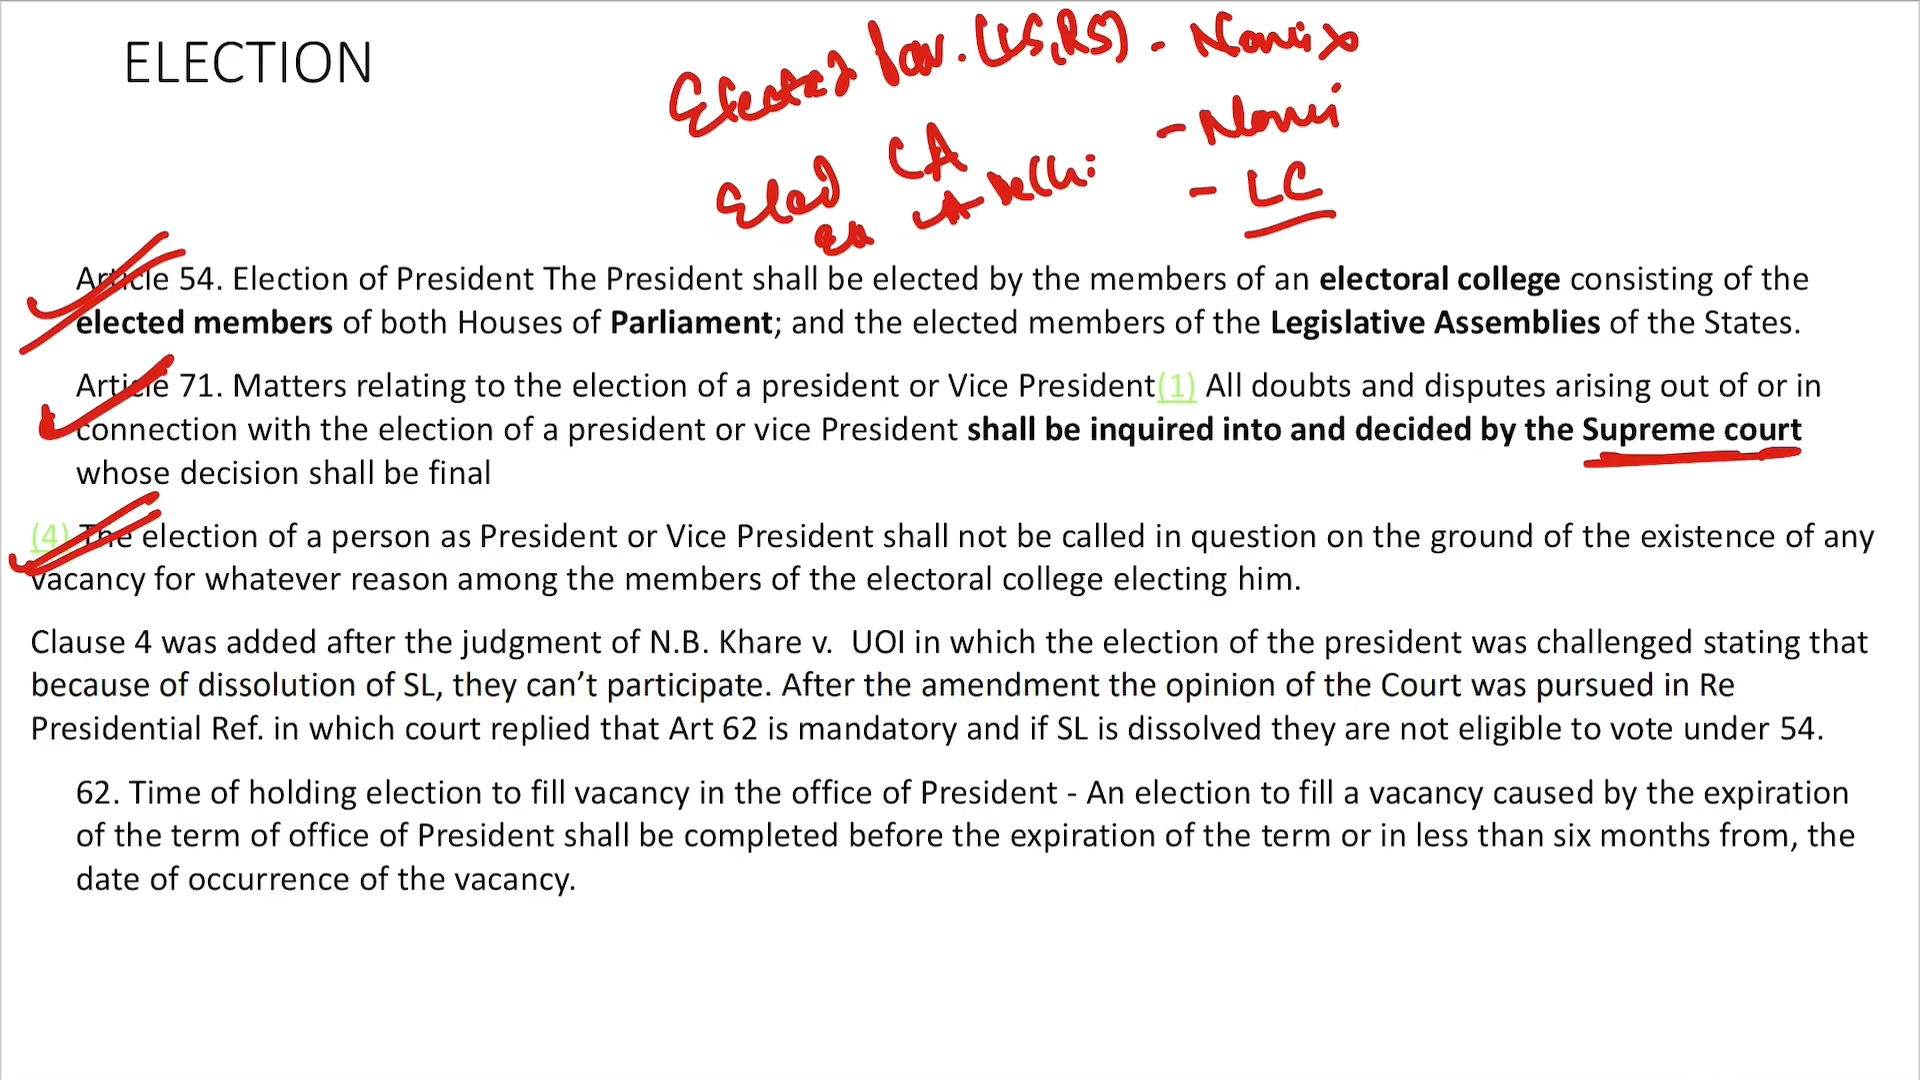 ELECTION
Elected Par. (LS,RS) - Nomi x
Elected LA - Nomi
Delhi - LC
Article 54. Election of President The President shall be elected by the members of an electoral college consisting of the
elected members of both Houses of Parliament; and the elected members of the Legislative Assemblies of the States.
Article 71. Matters relating to the election of a president or Vice President(1) All doubts and disputes arising out of or in
connection with the election of a president or vice President shall be inquired into and decided by the Supreme court
whose decision shall be final
(4) The election of a person as President or Vice President shall not be called in question on the ground of the existence of any
vacancy for whatever reason among the members of the electoral college electing him.
Clause 4 was added after the judgment of N.B. Khare v. UOI in which the election of the president was challenged stating that
because of dissolution of SL, they can’t participate. After the amendment the opinion of the Court was pursued in Re
Presidential Ref. in which court replied that Art 62 is mandatory and if SL is dissolved they are not eligible to vote under 54.
62. Time of holding election to fill vacancy in the office of President - An election to fill a vacancy caused by the expiration
of the term of office of President shall be completed before the expiration of the term or in less than six months from, the
date of occurrence of the vacancy.